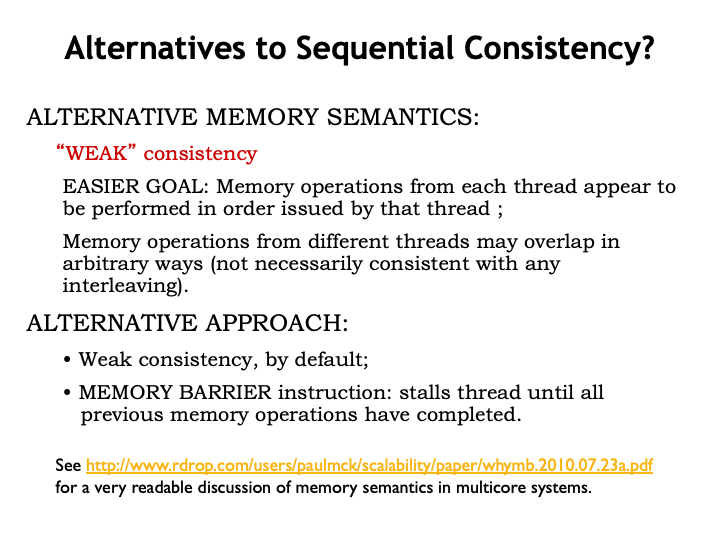 Alternatives to Sequential Consistency?
ALTERNATIVE MEMORY SEMANTICS:
“WEAK” consistency
EASIER GOAL: Memory operations from each thread appear to
be performed in order issued by that thread ;
Memory operations from different threads may overlap in
arbitrary ways (not necessarily consistent with any
interleaving).
ALTERNATIVE APPROACH:
• Weak consistency, by default;
• MEMORY BARRIER instruction: stalls thread until all
previous memory operations have completed.
See http://www.rdrop.com/users/paulmck/scalability/paper/whymb.2010.07.23a.pdf
for a very readable discussion of memory semantics in multicore systems.